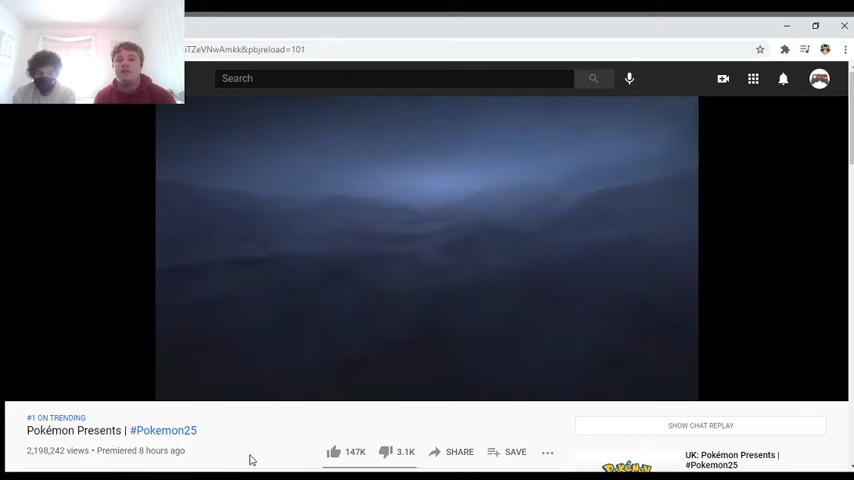 iTZeVNwAmkk&pbjreload=101
Search
#1 ON TRENDING
Pokémon Presents | #Pokemon25
2,198,242 views • Premiered 8 hours ago
147K
3.1K
SHARE
SAVE
SHOW CHAT REPLAY
POKÉMON
UK: Pokémon Presents |
#Pokemon25